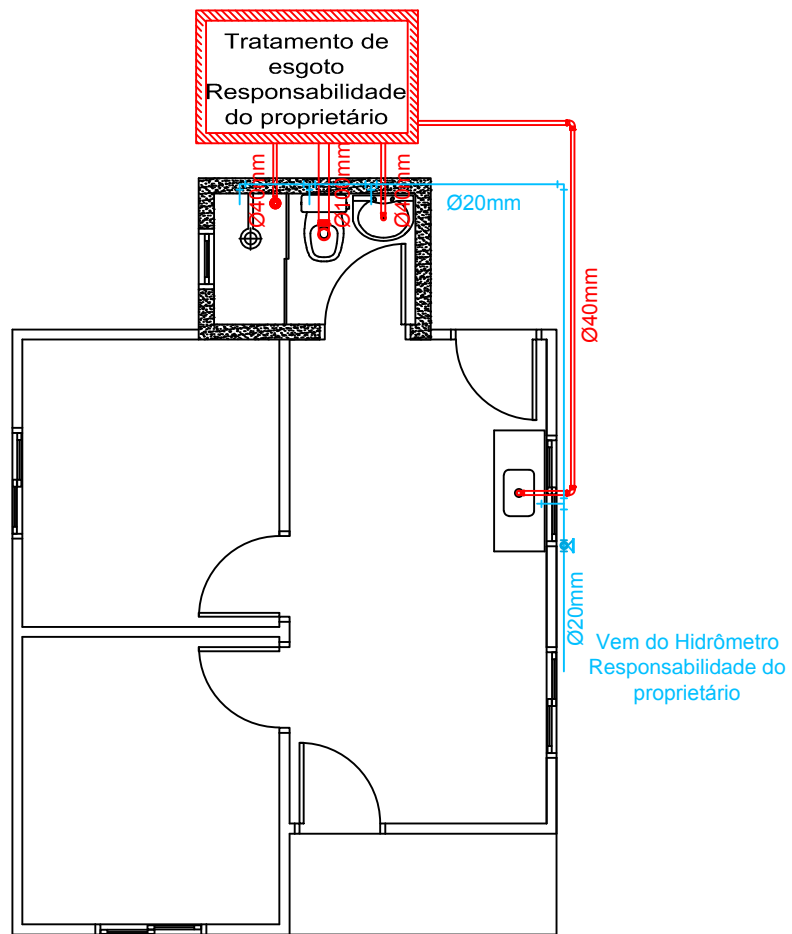 Tratamento de
esgoto
Responsabilidade
do proprietário
Ø40mm
Ø100mm
Ø40mm
Ø20mm
Ø40mm
Ø20mm
Vem do Hidrômetro
Responsabilidade do
proprietário